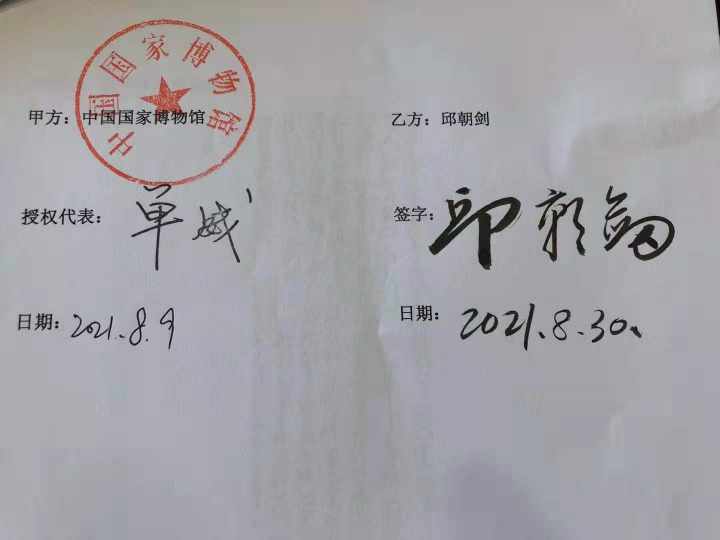 中国国家博物馆
甲方：中国国家博物馆
乙方：邱朝剑
授权代表：单威
签字：邱朝剑
日期：2021.8.9
日期：2021.8.30.